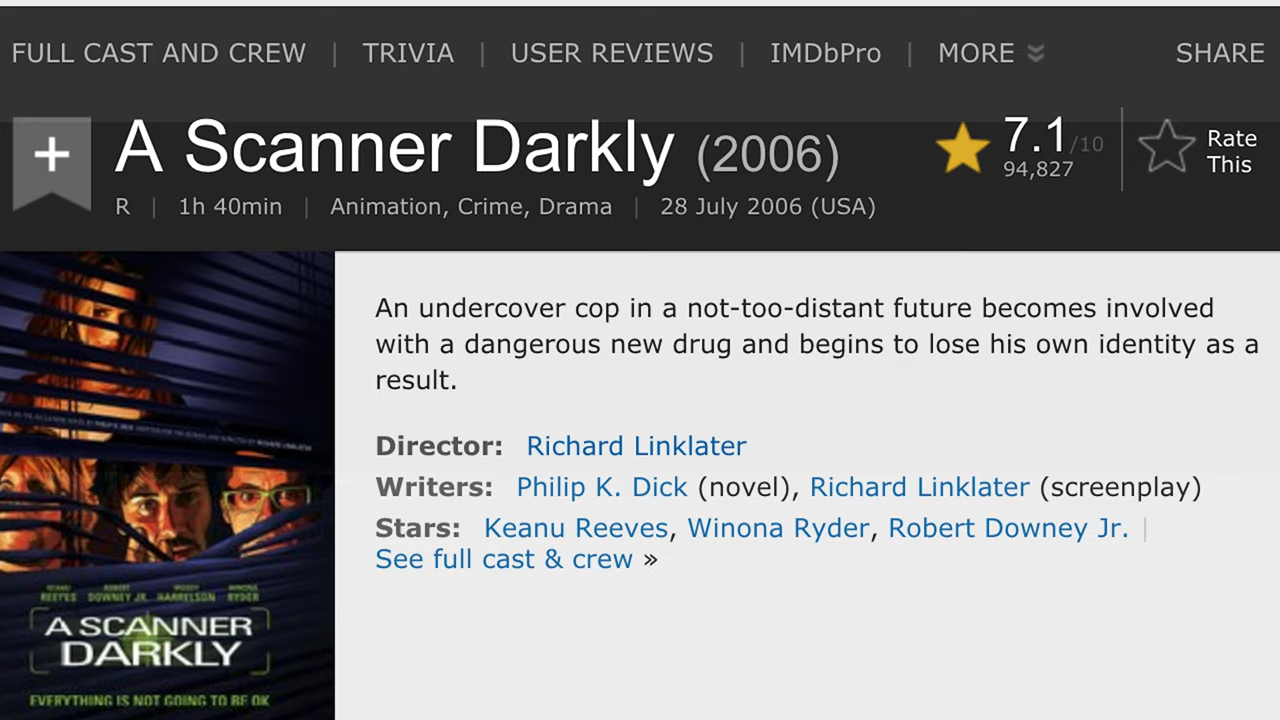 FULL CAST AND CREW | TRIVIA | USER REVIEWS | IMDbPro | MORE SHARE
A Scanner Darkly (2006)
7.1/10
94,827
Rate
This
R | 1h 40min | Animation, Crime, Drama | 28 July 2006 (USA)
An undercover cop in a not-too-distant future becomes involved
with a dangerous new drug and begins to lose his own identity as a
result.
Director: Richard Linklater
Writers: Philip K. Dick (novel), Richard Linklater (screenplay)
Stars: Keanu Reeves, Winona Ryder, Robert Downey Jr. |
See full cast & crew »
REEVES DOWNEY JR. HARRELSON RYDER
A SCANNER
DARKLY
EVERYTHING IS NOT GOING TO BE OK